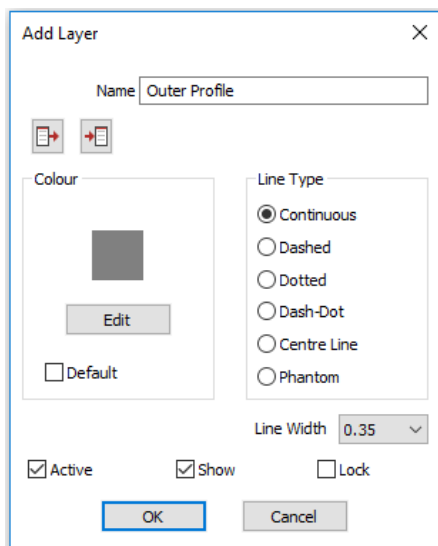 Add Layer
Name Outer Profile
Colour
Line Type
Continuous
Dashed
Dotted
Edit
Dash-Dot
Centre Line
Default
Phantom
Line Width 0.35
Active Show Lock
OK Cancel